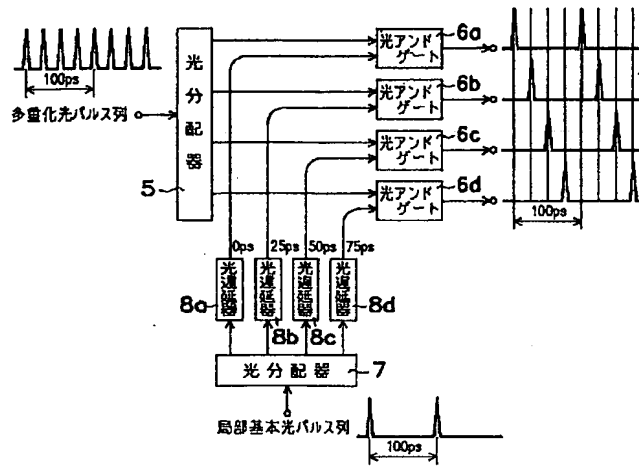 100ps
多重化光パルス列
光分配器
5
光アンドゲート
6a
光アンドゲート
6b
光アンドゲート
6c
光アンドゲート
6d
100ps
0ps
25ps
50ps
75ps
光遅延器
光遅延器
光遅延器
光遅延器
8a
8b
8c
8d
光分配器
7
局部基本光パルス列
100ps